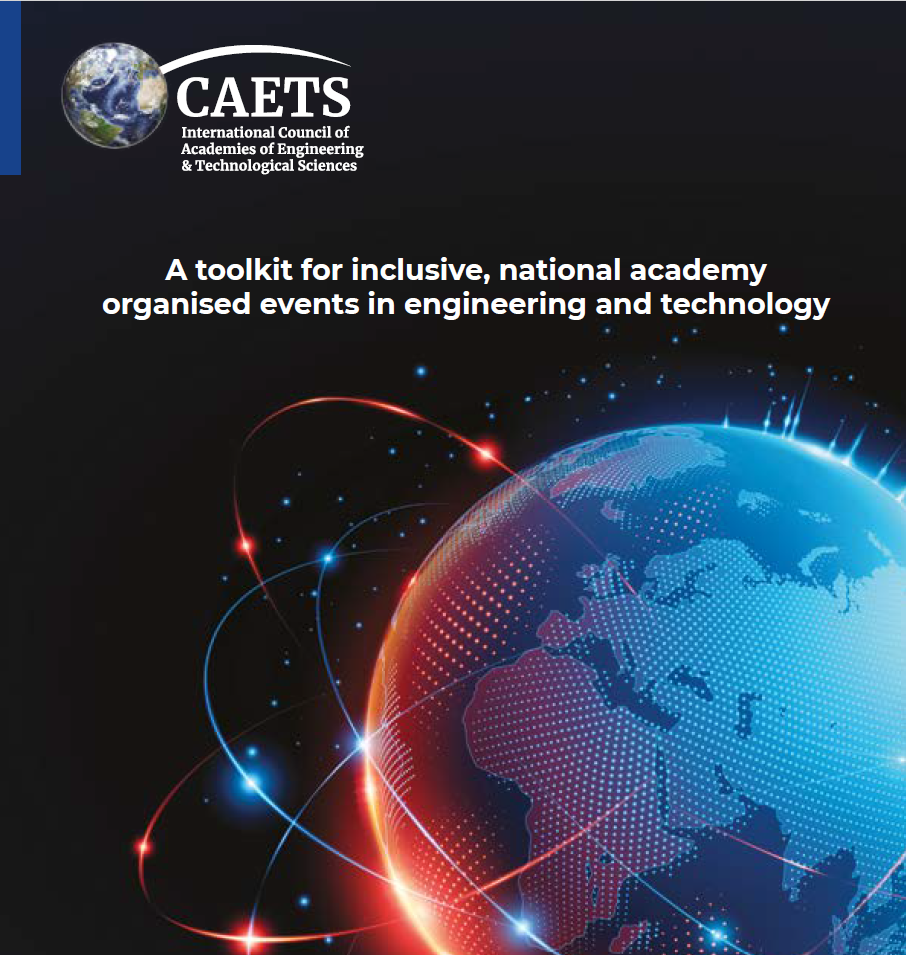 CAETS
International Council of
Academies of Engineering
& Technological Sciences
A toolkit for inclusive, national academy
organised events in engineering and technology